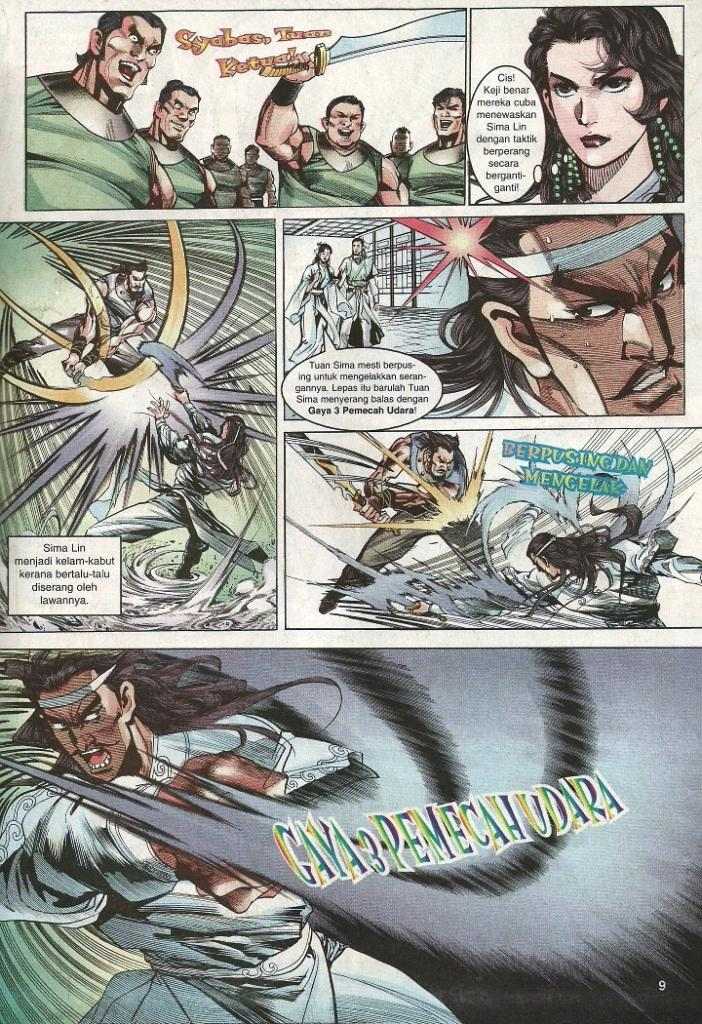 Syabas, Tuan
Ketua!
Cis!
Keji benar
mereka cuba
menewaskan
Sima Lin
dengan taktik
berperang
secara
berganti-
ganti!
Sima Lin
menjadi kelam-kabut
kerana bertalu-talu
diserang oleh
lawannya.
Tuan Sima mesti berpus-
ing untuk mengelakkan seran-
gannya. Lepas itu barulah Tuan
Sima menyerang balas dengan
Gaya 3 Pemecah Udara!
BERPUSING DAN
MENGELAK
GAYA 3 PEMECAH UDARA
9